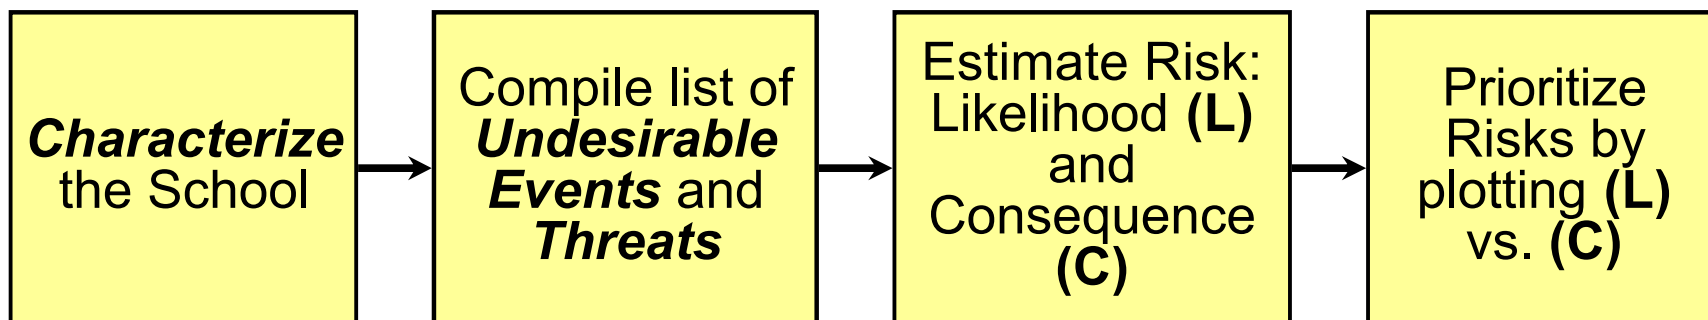 Characterize
the School
Compile list of
Undesirable
Events and
Threats
Estimate Risk:
Likelihood (L)
and
Consequence
(C)
Prioritize
Risks by
plotting (L)
vs. (C)